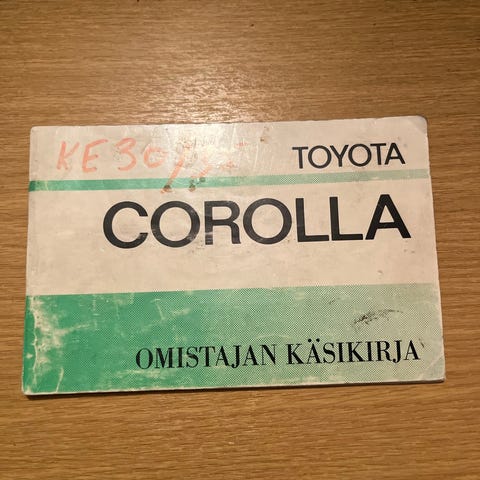 KE30
TOYOTA
COROLLA
OMISTAJAN KÄSIKIRJA